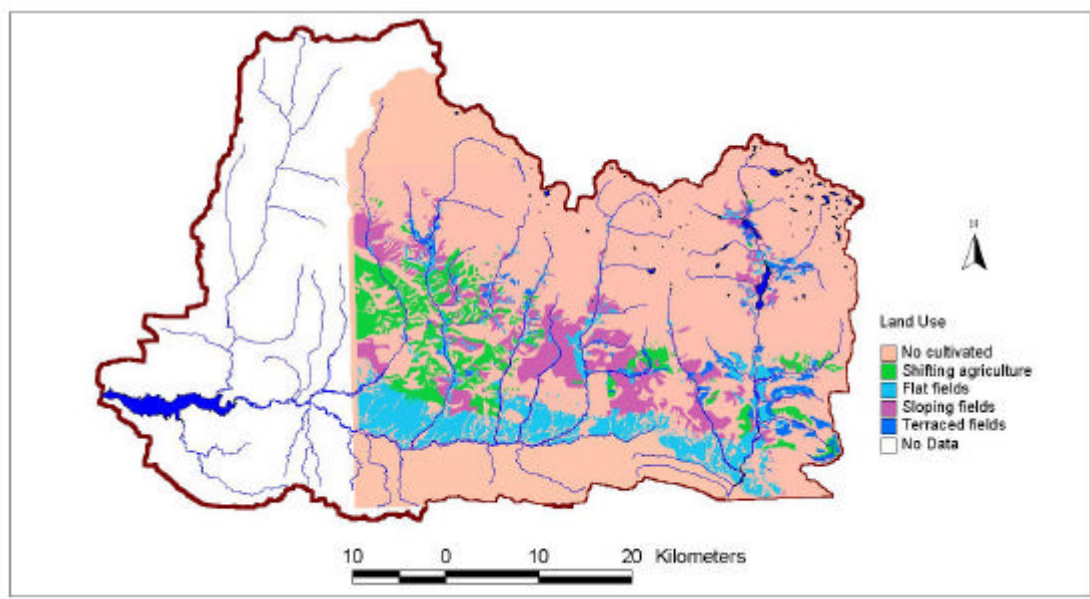 N
Land Use
No cultivated
Shifting agriculture
Flat fields
Sloping fields
Terraced fields
No Data
10 0 10 20 Kilometers